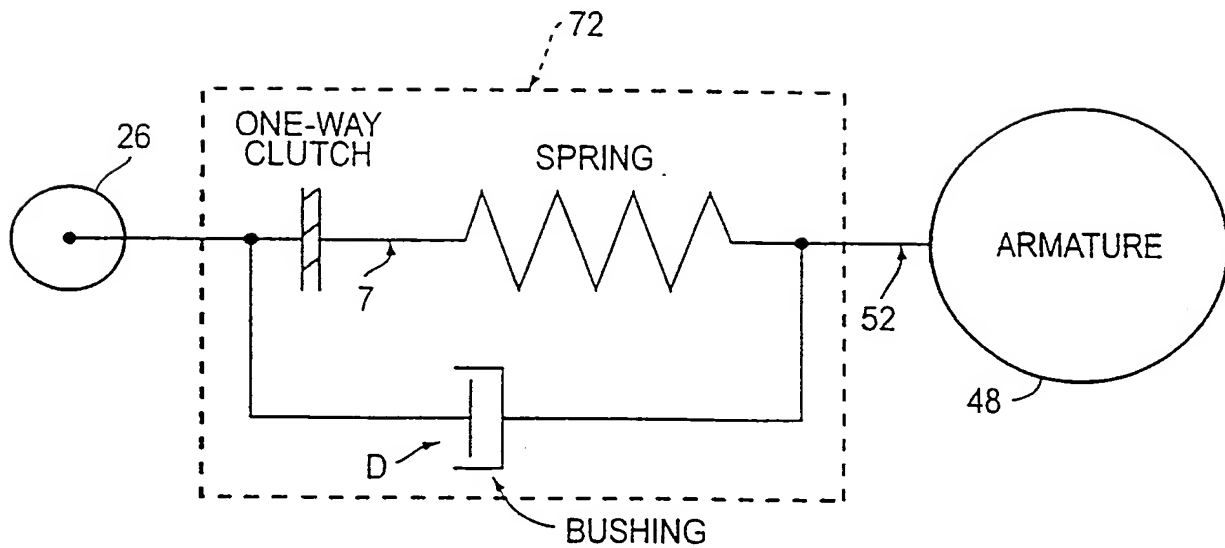 72
26
ONE-WAY
CLUTCH
SPRING
ARMATURE
7
52
48
D
BUSHING